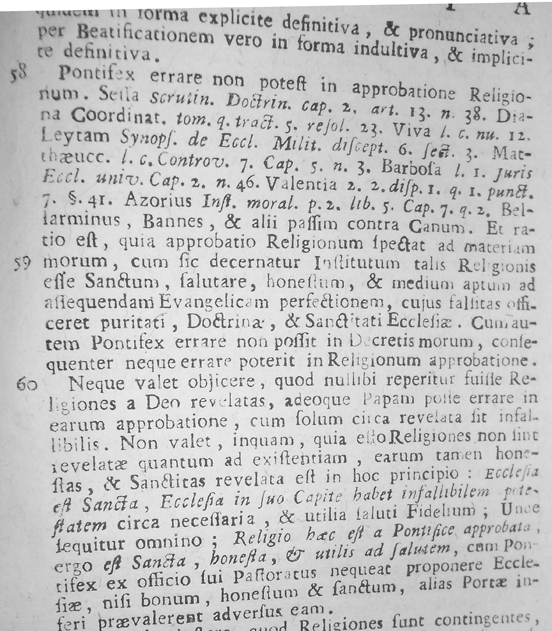 quidem in forma explicite definitiva, & pronunciativa;
per Beatificationem vero in forma indultiva, & implici-
te definitiva.
58 Pontifex errare non poteſt in approbatione Religio-
num. Seſſa Scrutin. Doctrin. cap. 2. art. 13. n. 38. Dia-
na Coordinat. tom. q. tract. 5. reſol. 23. Viva l. c. nu. 12.
Leytam Synopſ. de Eccl. Milit. diſcept. 6. ſect. 3. Mat-
thæucc. l. c. Controv. 7. Cap. 5. n. 3. Barboſa l. 1. Juris
Eccl. univ. Cap. 2. n. 46. Valentia 2. 2. diſp. 1. q. 1. punct.
7. §. 41. Azorius Inſt. moral. p. 2. lib. 5. Cap. 7. q. 2. Bel-
larminus, Bannes, & alii paſſim contra Canum. Et ra-
tio eſt, quia approbatio Religionum ſpectat ad materiam
59 morum, cum ſic decernatur Inſtitutum talis Religionis
eſſe Sanctum, ſalutare, honeſtum, & medium aptum ad
aſſequendam Evangelicam perfectionem, cujus falſitas offi-
ceret puritati, Doctrinæ, & Sanctitati Eccleſiæ. Cum au-
tem Pontifex errare non poſſit in Decretis morum, conſe-
quenter neque errare poterit in Religionum approbatione.
60 Neque valet objicere, quod nullibi reperitur fuiſſe Re-
ligiones a Deo revelatas, adeoque Papam poſſe errare in
earum approbatione, cum ſolum circa revelata ſit infal-
libilis. Non valet, inquam, quia eſto Religiones non ſint
revelatæ quantum ad exiſtentiam, earum tamen hone-
ſtas, & Sanctitas revelata eſt in hoc principio: Eccleſia
eſt Sancta, Eccleſia in ſuo Capite habet infallibilem pote-
ſtatem circa neceſſaria, & utilia ſaluti Fidelium; Unde
ſequitur omnino; Religio hæc eſt a Pontifice approbata,
ergo eſt Sancta, honeſta, & utilis ad ſalutem, cum Pon-
tifex ex officio ſui Paſtoratus nequeat proponere Eccle-
ſiæ, niſi bonum, honeſtum & ſanctum, alias Portæ in-
feri prævalerent adverſus eam.
quod Religiones ſunt contingentes,